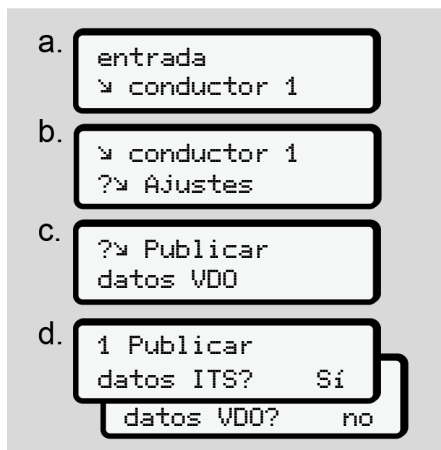 a.
entrada
↘ conductor 1
b.
↘ conductor 1
?↘ Ajustes
c.
?↘ Publicar
datos VDO
d.
1 Publicar
datos ITS? Sí
datos VDO? no